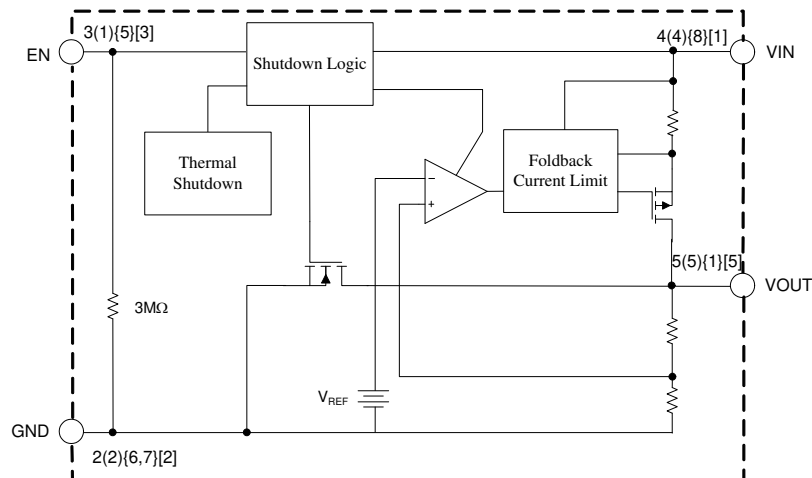 3(1){5}[3]
4(4){8}[1]
EN
VIN
Shutdown Logic
Thermal
Shutdown
Foldback
Current Limit
−
+
5(5){1}[5]
VOUT
3MΩ
VREF
GND
2(2){6,7}[2]